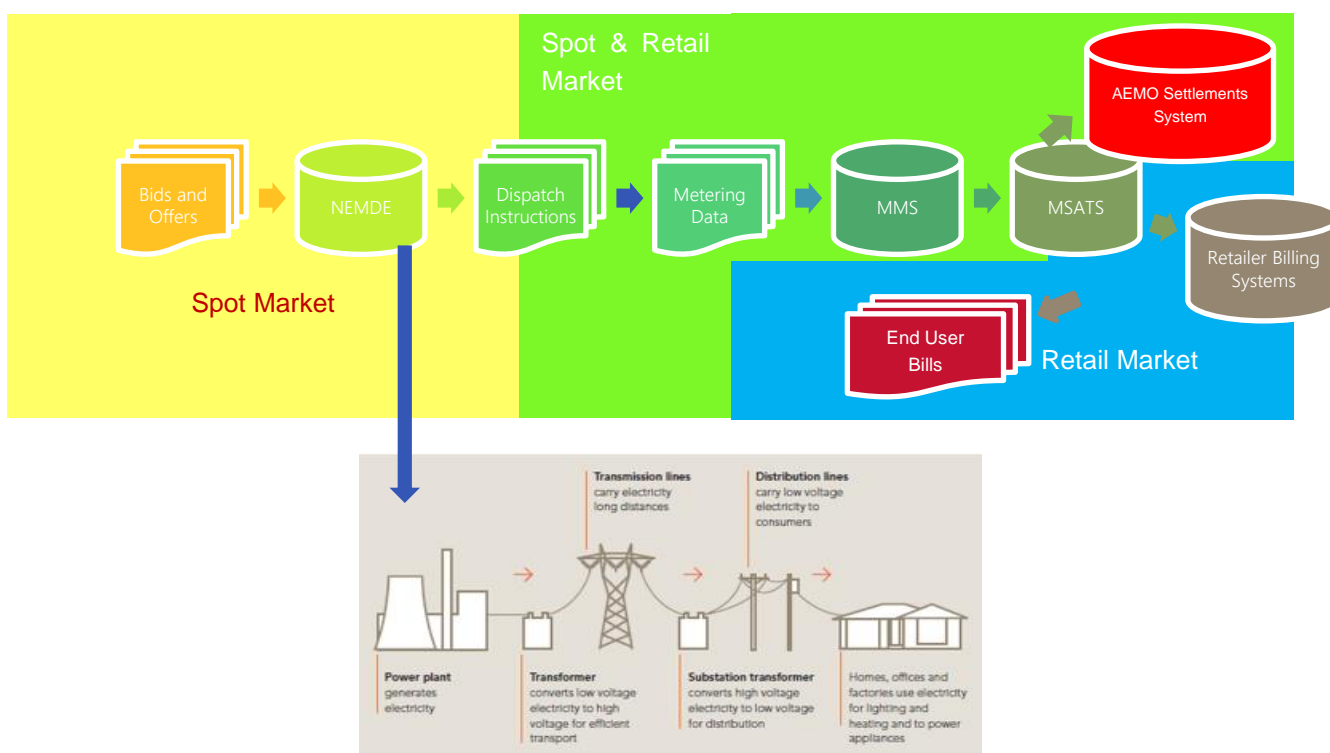 Spot & Retail
Market
AEMO Settlements
System
Bids and
Offers
NEMDE
Dispatch
Instructions
Metering
Data
MMS
MSATS
Retailer Billing
Systems
Spot Market
End User
Bills
Retail Market
Transmission lines
carry electricity
long distances
Distribution lines
carry low voltage
electricity to
consumers
Power plant
generates
electricity
Transformer
converts low voltage
electricity to high
voltage for efficient
transport
Substation transformer
converts high voltage
electricity to low voltage
for distribution
Homes, offices and
factories use electricity
for lighting and
heating and to power
appliances